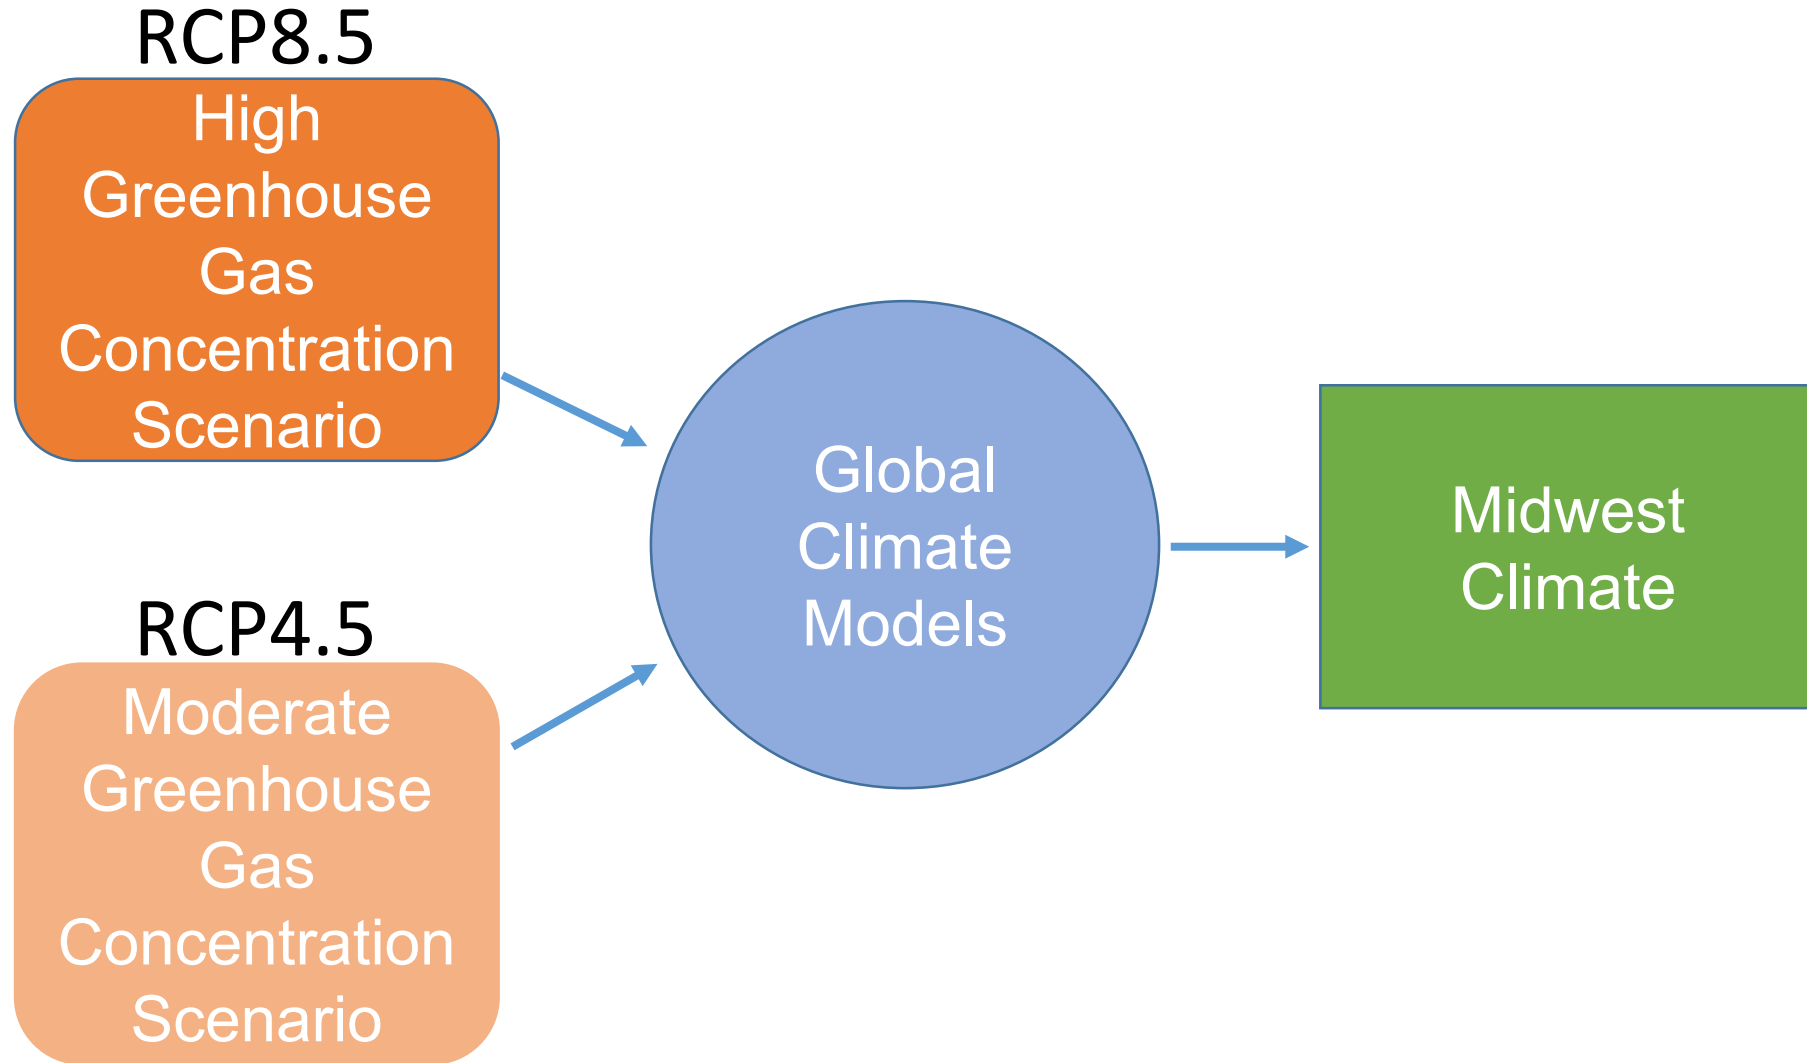 RCP8.5
High
Greenhouse
Gas
Concentration
Scenario
RCP4.5
Moderate
Greenhouse
Gas
Concentration
Scenario
Global
Climate
Models
Midwest
Climate